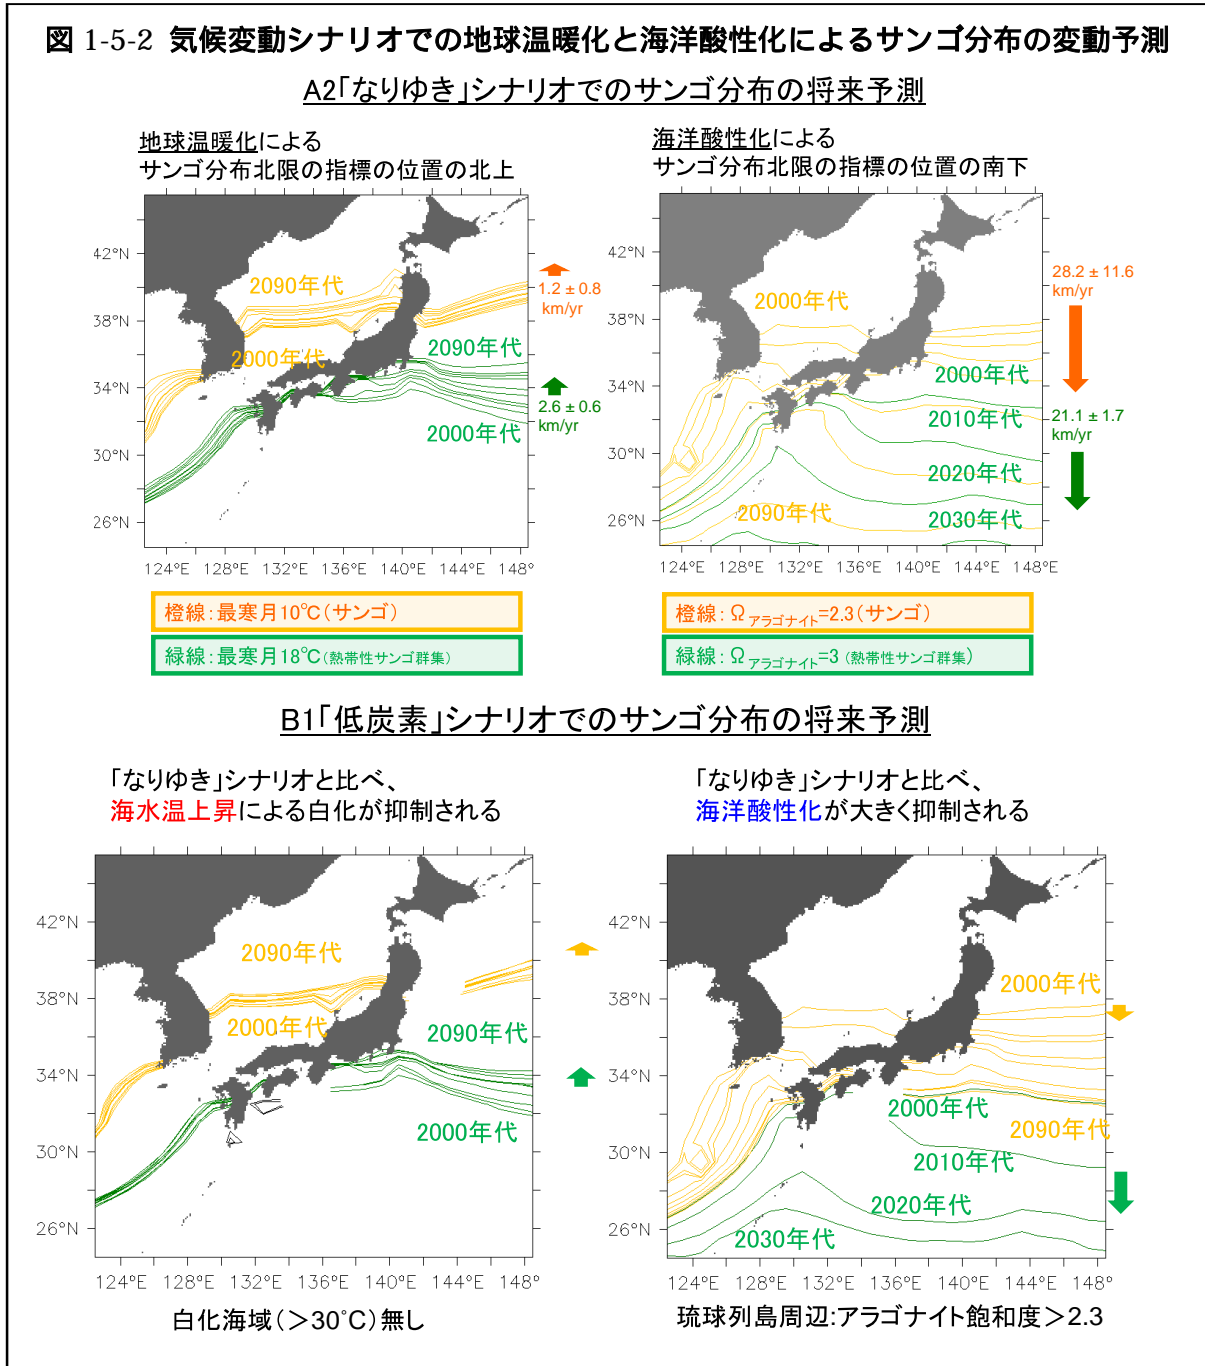 図 1-5-2 気候変動シナリオでの地球温暖化と海洋酸性化によるサンゴ分布の変動予測
A2「なりゆき」シナリオでのサンゴ分布の将来予測
地球温暖化による
サンゴ分布北限の指標の位置の北上
42°N
38°N
34°N
30°N
26°N
124°E 128°E 132°E 136°E 140°E 144°E 148°
2090年代
2000年代
2090年代
2000年代
1.2 ± 0.8
km/yr
2.6 ± 0.6
km/yr
橙線：最寒月10℃（サンゴ）
緑線：最寒月18℃（熱帯性サンゴ群集）
海洋酸性化による
サンゴ分布北限の指標の位置の南下
42°N
38°N
34°N
30°N
26°N
124°E 128°E 132°E 136°E 140°E 144°E 148°
2000年代
2000年代
2010年代
2020年代
2090年代
2030年代
28.2 ± 11.6
km/yr
21.1 ± 1.7
km/yr
橙線：Ωアラゴナイト=2.3（サンゴ）
緑線：Ωアラゴナイト=3（熱帯性サンゴ群集）
B1「低炭素」シナリオでのサンゴ分布の将来予測
「なりゆき」シナリオと比べ、
海水温上昇による白化が抑制される
42°N
38°N
34°N
30°N
26°N
124°E 128°E 132°E 136°E 140°E 144°E 148°
2090年代
2000年代
2090年代
2000年代
白化海域（＞30℃）無し
「なりゆき」シナリオと比べ、
海洋酸性化が大きく抑制される
42°N
38°N
34°N
30°N
26°N
124°E 128°E 132°E 136°E 140°E 144°E 148°
2000年代
2000年代
2090年代
2010年代
2020年代
2030年代
琉球列島周辺:アラゴナイト飽和度＞2.3